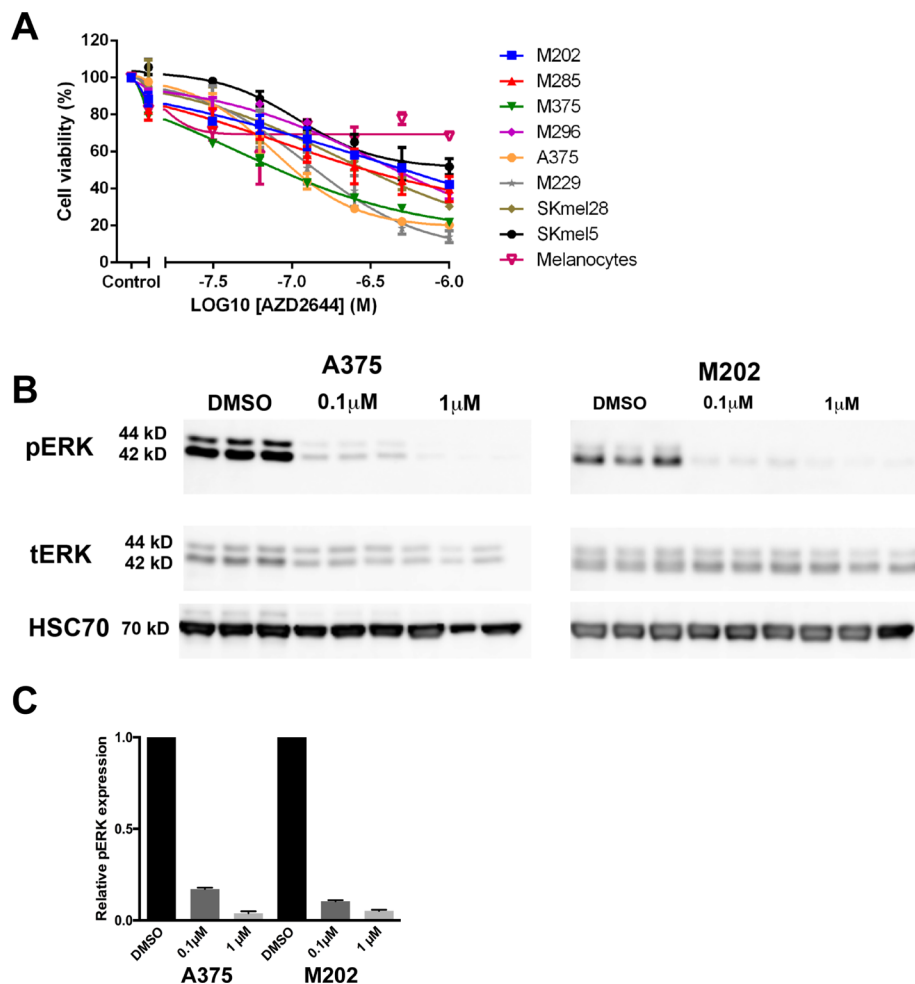 A
120
100
80
60
40
20
0
Cell viability (%)
Control -7.5 -7.0 -6.5 -6.0
LOG10 [AZD2644] (M)
M202
M285
M375
M296
A375
M229
SKmel28
SKmel5
Melanocytes
B
A375 M202
DMSO 0.1μM 1μM DMSO 0.1μM 1μM
pERK 44 kD
42 kD
tERK 44 kD
42 kD
HSC70 70 kD
C
1.0
0.5
0.0
Relative pERK expression
DMSO 0.1μM 1 μM DMSO 0.1μM 1 μM
A375 M202